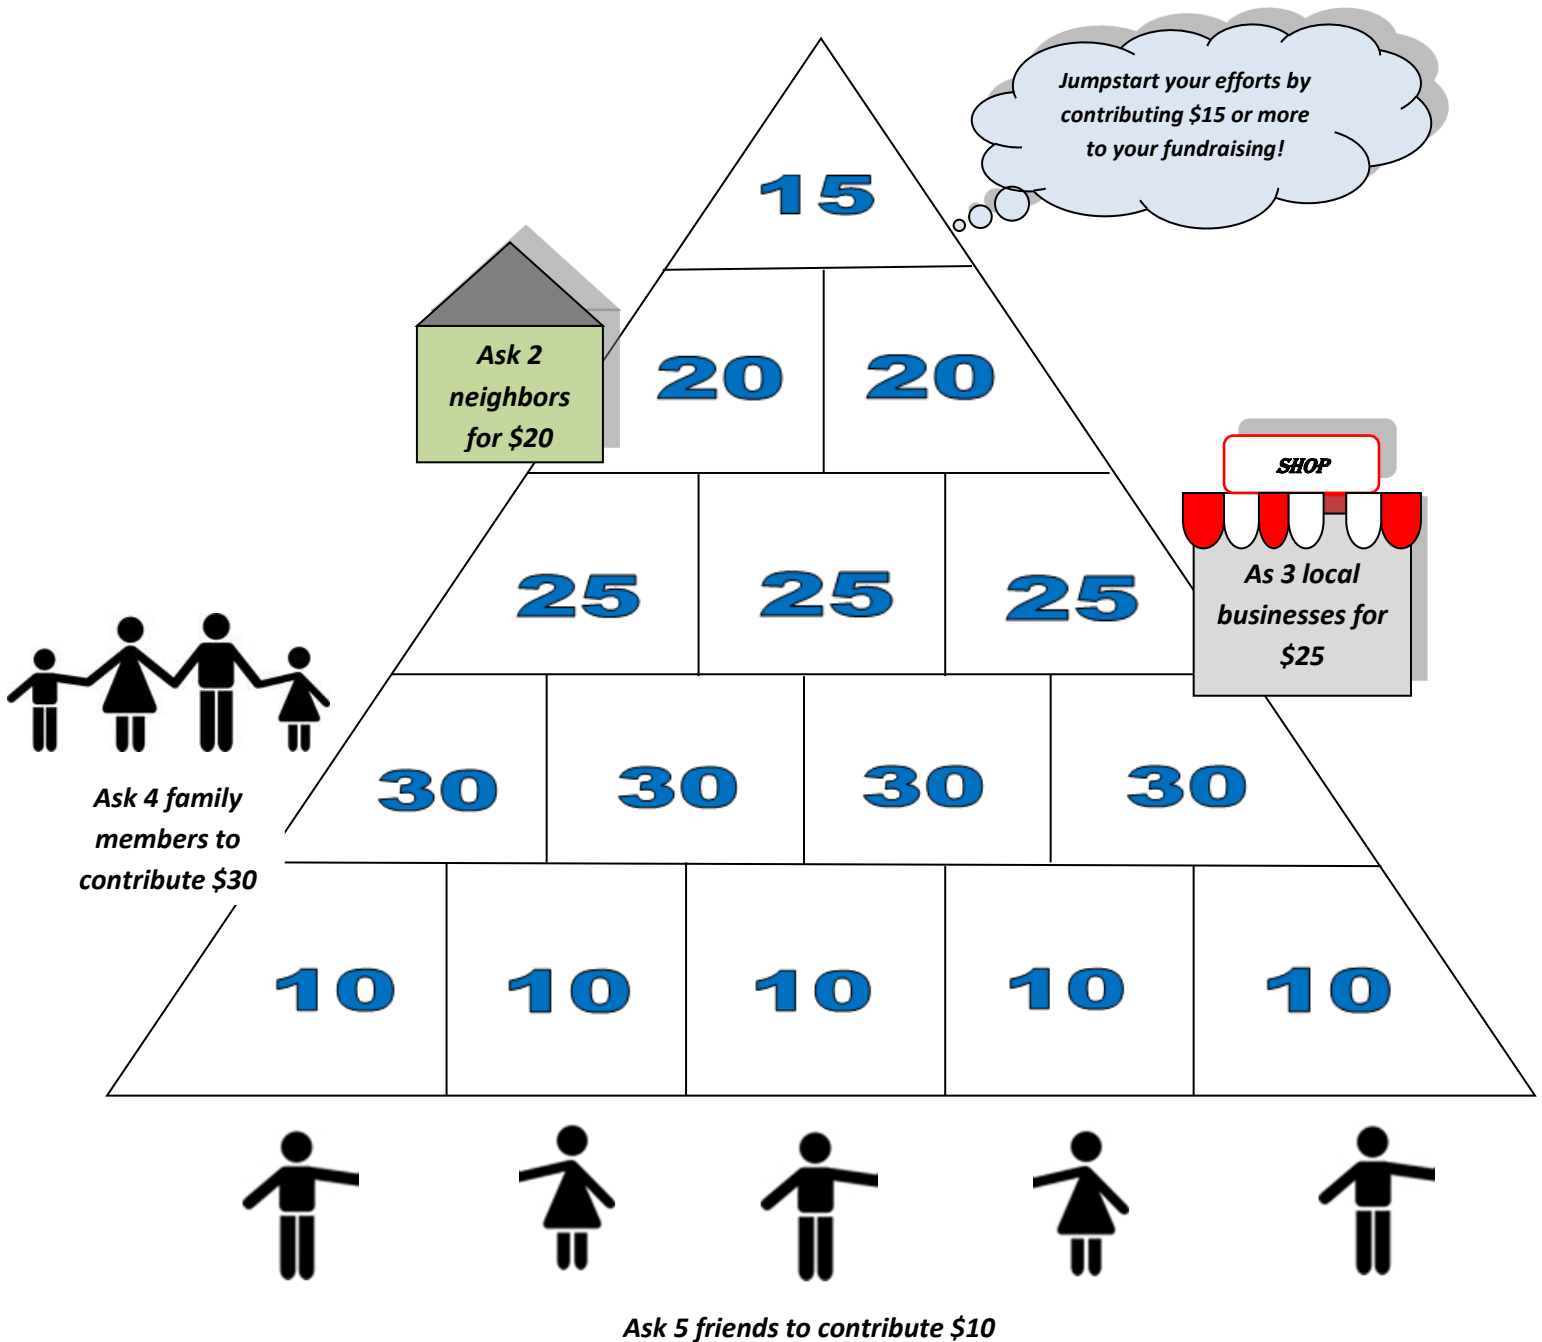 Jumpstart your efforts by
contributing $15 or more
to your fundraising!
15
Ask 2
neighbors
for $20
20 20
SHOP
As 3 local
businesses for
$25
25 25 25
Ask 4 family
members to
contribute $30
30 30 30 30
10 10 10 10 10
Ask 5 friends to contribute $10